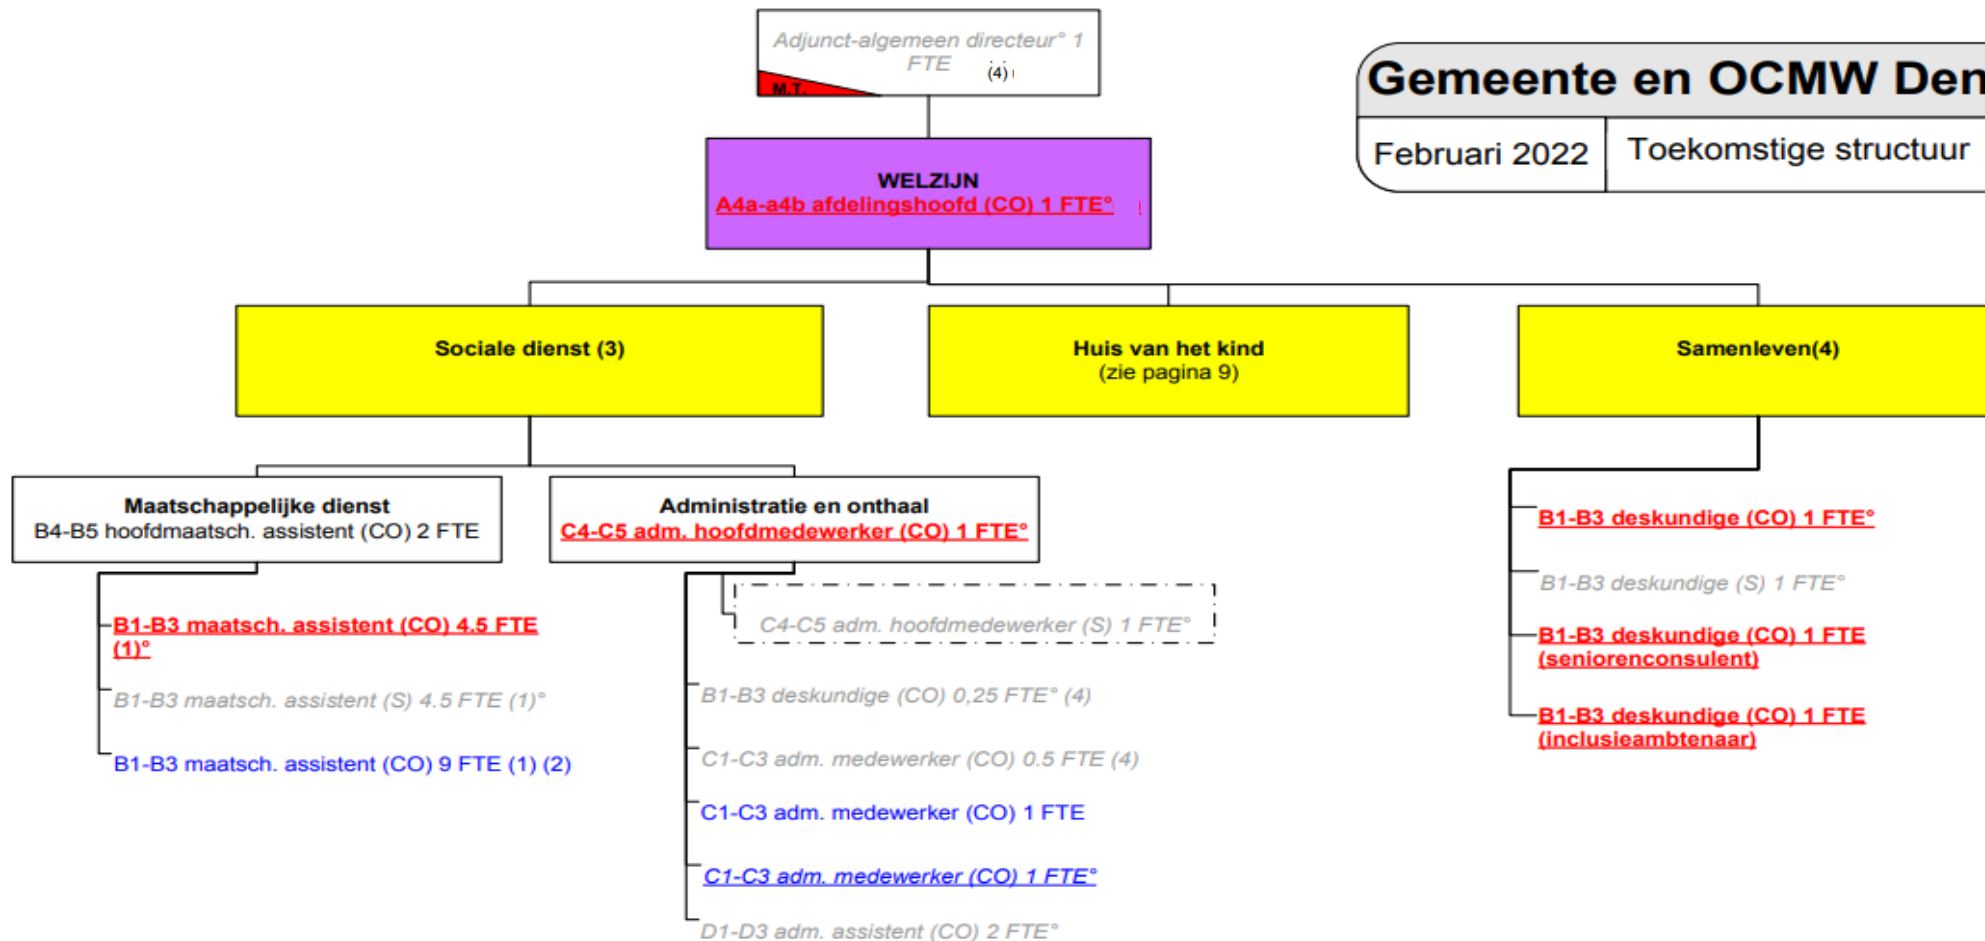 Adjunct-algemeen directeur° 1
FTE (4)
M.T.
Gemeente en OCMW Den
Februari 2022
Toekomstige structuur
WELZIJN
A4a-a4b afdelingshoofd (CO) 1 FTE°
Sociale dienst (3)
Huis van het kind
(zie pagina 9)
Samenleven(4)
Maatschappelijke dienst
B4-B5 hoofdmaatsch. assistent (CO) 2 FTE
B1-B3 maatsch. assistent (CO) 4.5 FTE
(1)°
B1-B3 maatsch. assistent (S) 4.5 FTE (1)°
B1-B3 maatsch. assistent (CO) 9 FTE (1) (2)
Administratie en onthaal
C4-C5 adm. hoofdmedewerker (CO) 1 FTE°
C4-C5 adm. hoofdmedewerker (S) 1 FTE°
B1-B3 deskundige (CO) 0,25 FTE° (4)
C1-C3 adm. medewerker (CO) 0.5 FTE (4)
C1-C3 adm. medewerker (CO) 1 FTE
C1-C3 adm. medewerker (CO) 1 FTE°
D1-D3 adm. assistent (CO) 2 FTE°
B1-B3 deskundige (CO) 1 FTE°
B1-B3 deskundige (S) 1 FTE°
B1-B3 deskundige (CO) 1 FTE
(seniorenconsulent)
B1-B3 deskundige (CO) 1 FTE
(inclusieambtenaar)